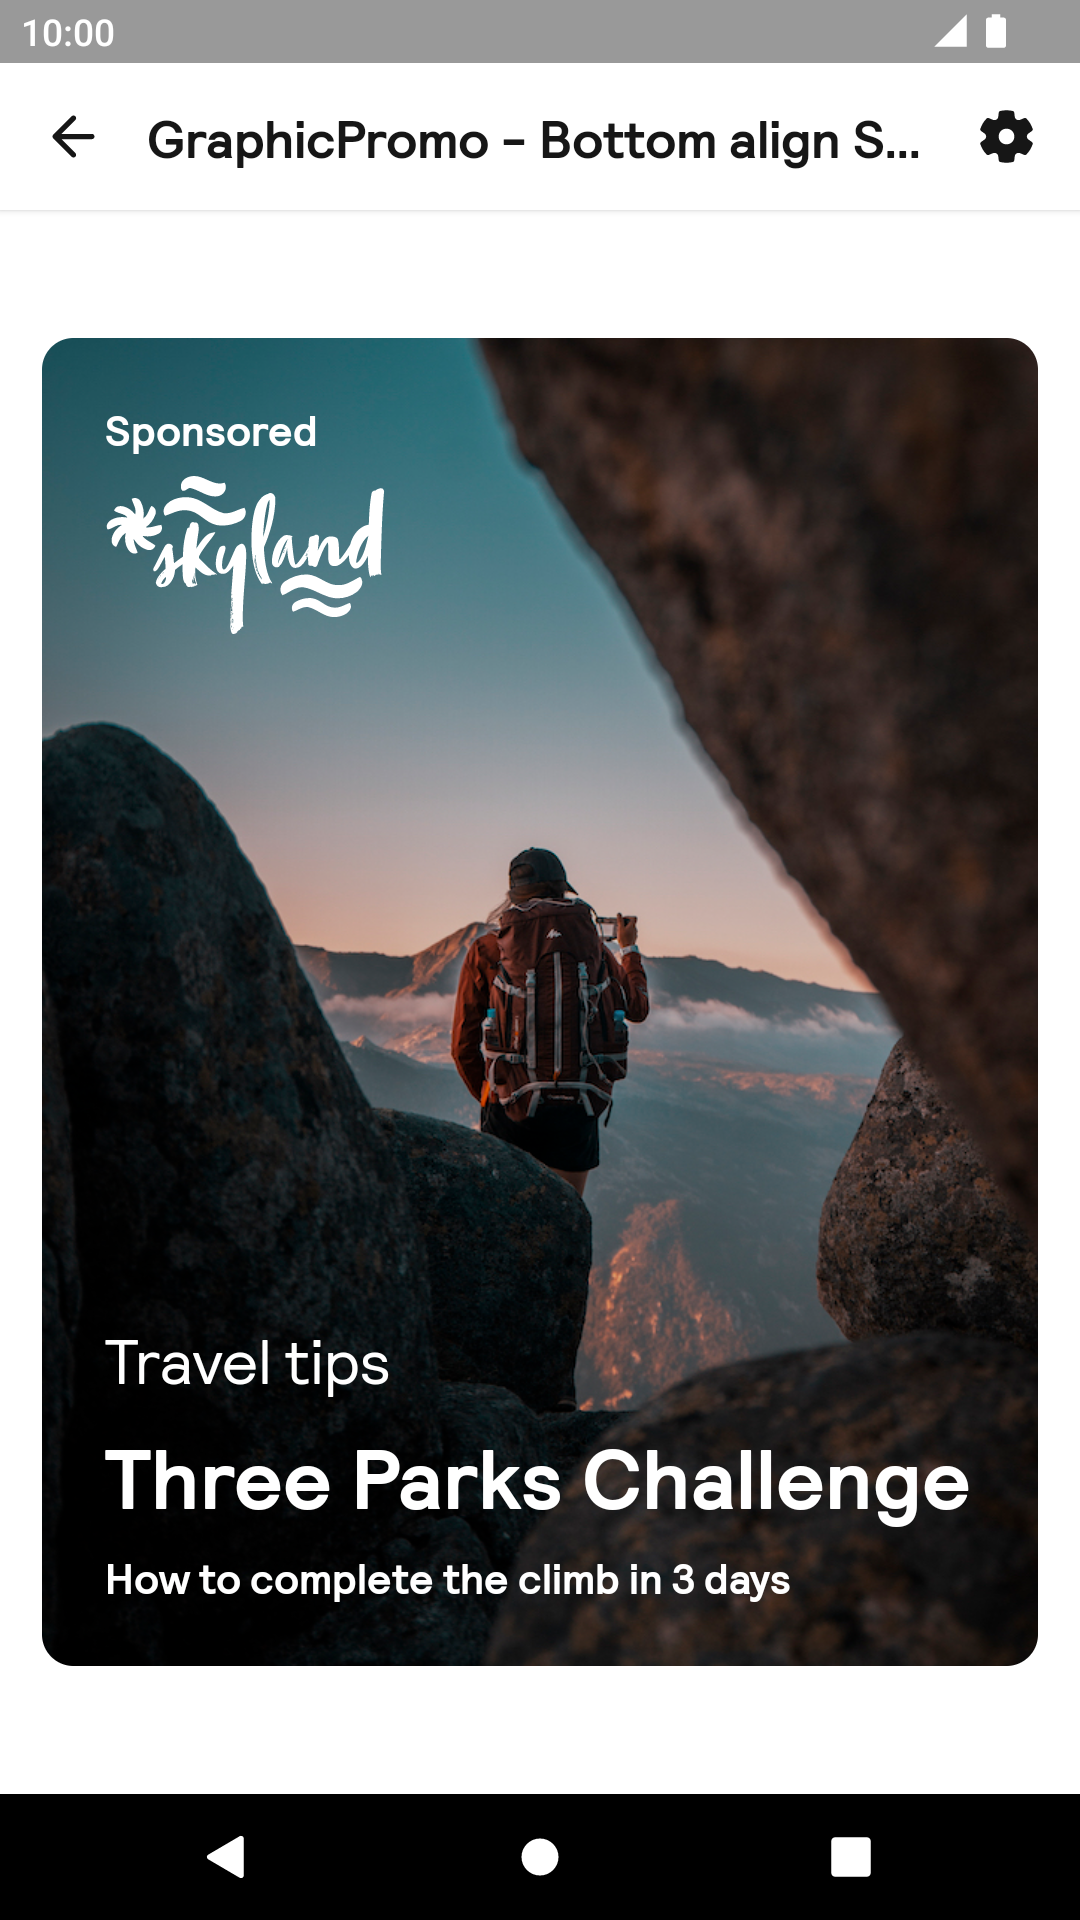 10:00
GraphicPromo - Bottom align S...
Sponsored
skyland
Travel tips
Three Parks Challenge
How to complete the climb in 3 days